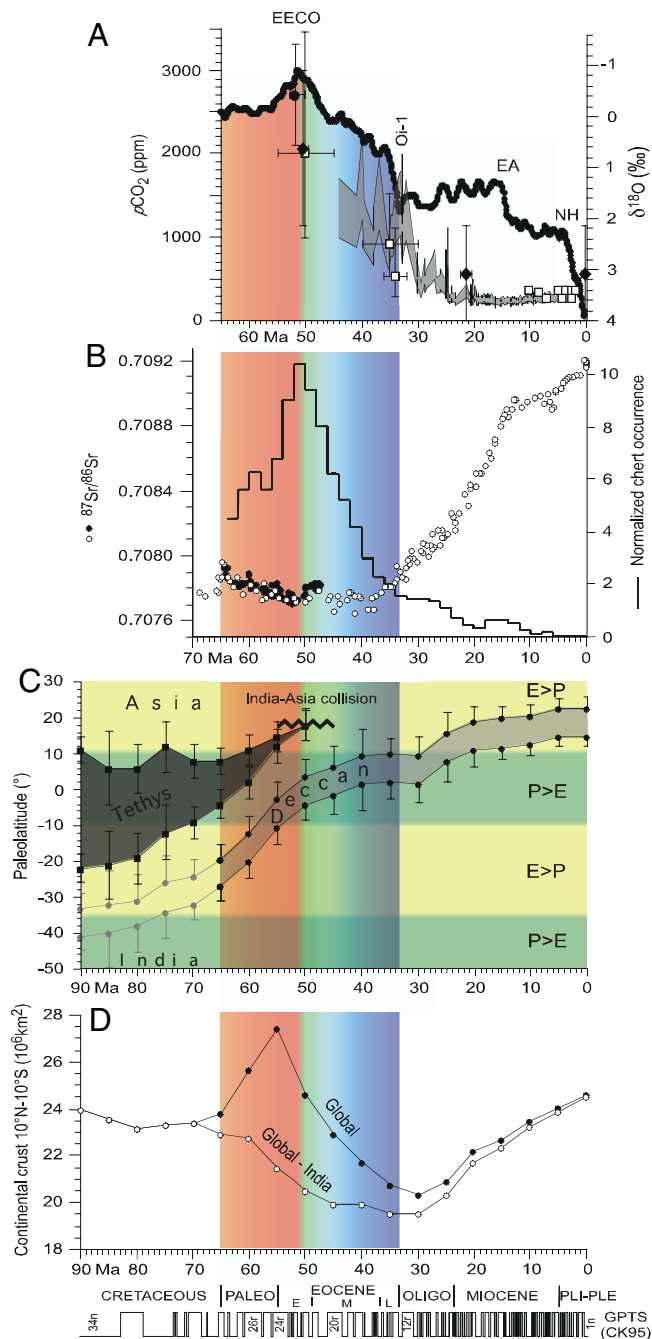 A
EECO
3000
2000
1000
0
pCO2 (ppm)
Oi-1
EA
NH
-1
0
1
2
3
4
δ18O (‰)
60 Ma 50 40 30 20 10 0
B
0.7092
0.7088
0.7084
0.7080
0.7076
87Sr/86Sr
10
8
6
4
2
0
Normalized chert occurrence
70 Ma 60 50 40 30 20 10 0
C
30
20
10
0
-10
-20
-30
-40
-50
Paleolatitude (°)
Asia
India-Asia collision
E>P
Tethys
Deccan
P>E
E>P
India
P>E
90 Ma 80 70 60 50 40 30 20 10 0
D
28
26
24
22
20
18
Continental crust 10°N-10°S (10⁶km²)
Global
Global - India
90 Ma 80 70 60 50 40 30 20 10 0
CRETACEOUS PALEO EOCENE OLIGO MIOCENE PLI-PLE
E M L
34n 26r 24r 20r 12r 1n GPTS
(CK95)